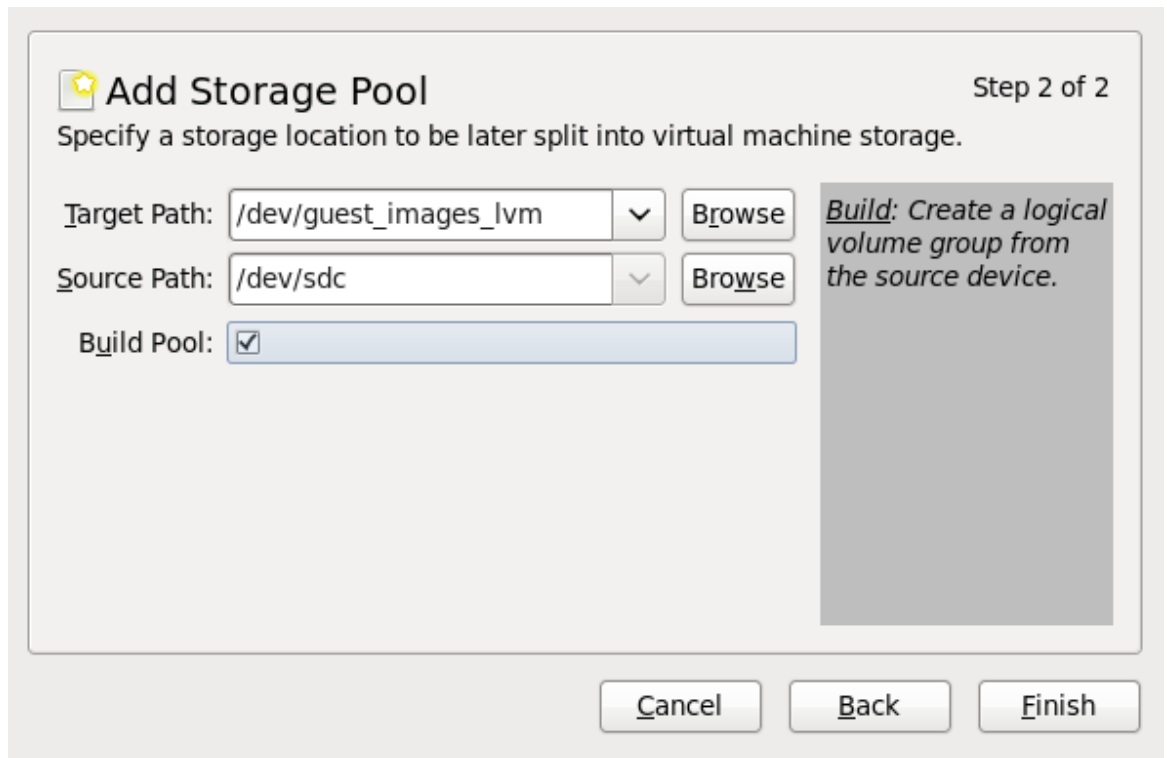 Add Storage Pool
Step 2 of 2
Specify a storage location to be later split into virtual machine storage.
Target Path: /dev/guest_images_lvm Browse
Source Path: /dev/sdc Browse
Build Pool:
Build: Create a logical
volume group from
the source device.
Cancel Back Finish